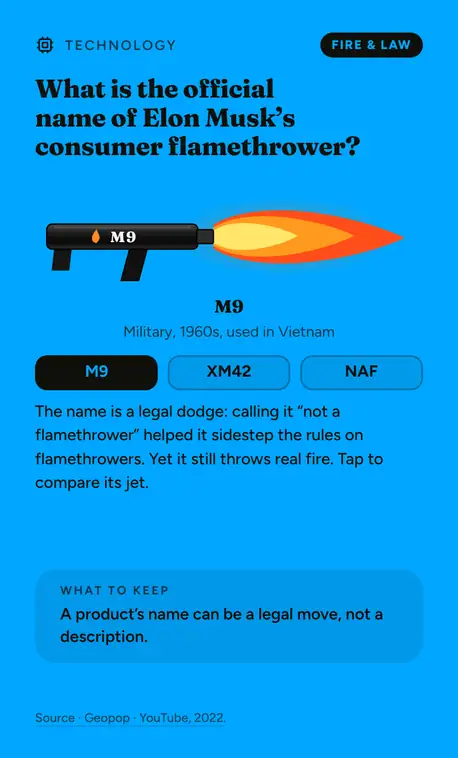 TECHNOLOGY
FIRE & LAW
What is the official
name of Elon Musk’s
consumer flamethrower?
M9
M9
Military, 1960s, used in Vietnam
M9
XM42
NAF
The name is a legal dodge: calling it “not a
flamethrower” helped it sidestep the rules on
flamethrowers. Yet it still throws real fire. Tap to
compare its jet.
WHAT TO KEEP
A product’s name can be a legal move, not a
description.
Source · Geopop · YouTube, 2022.